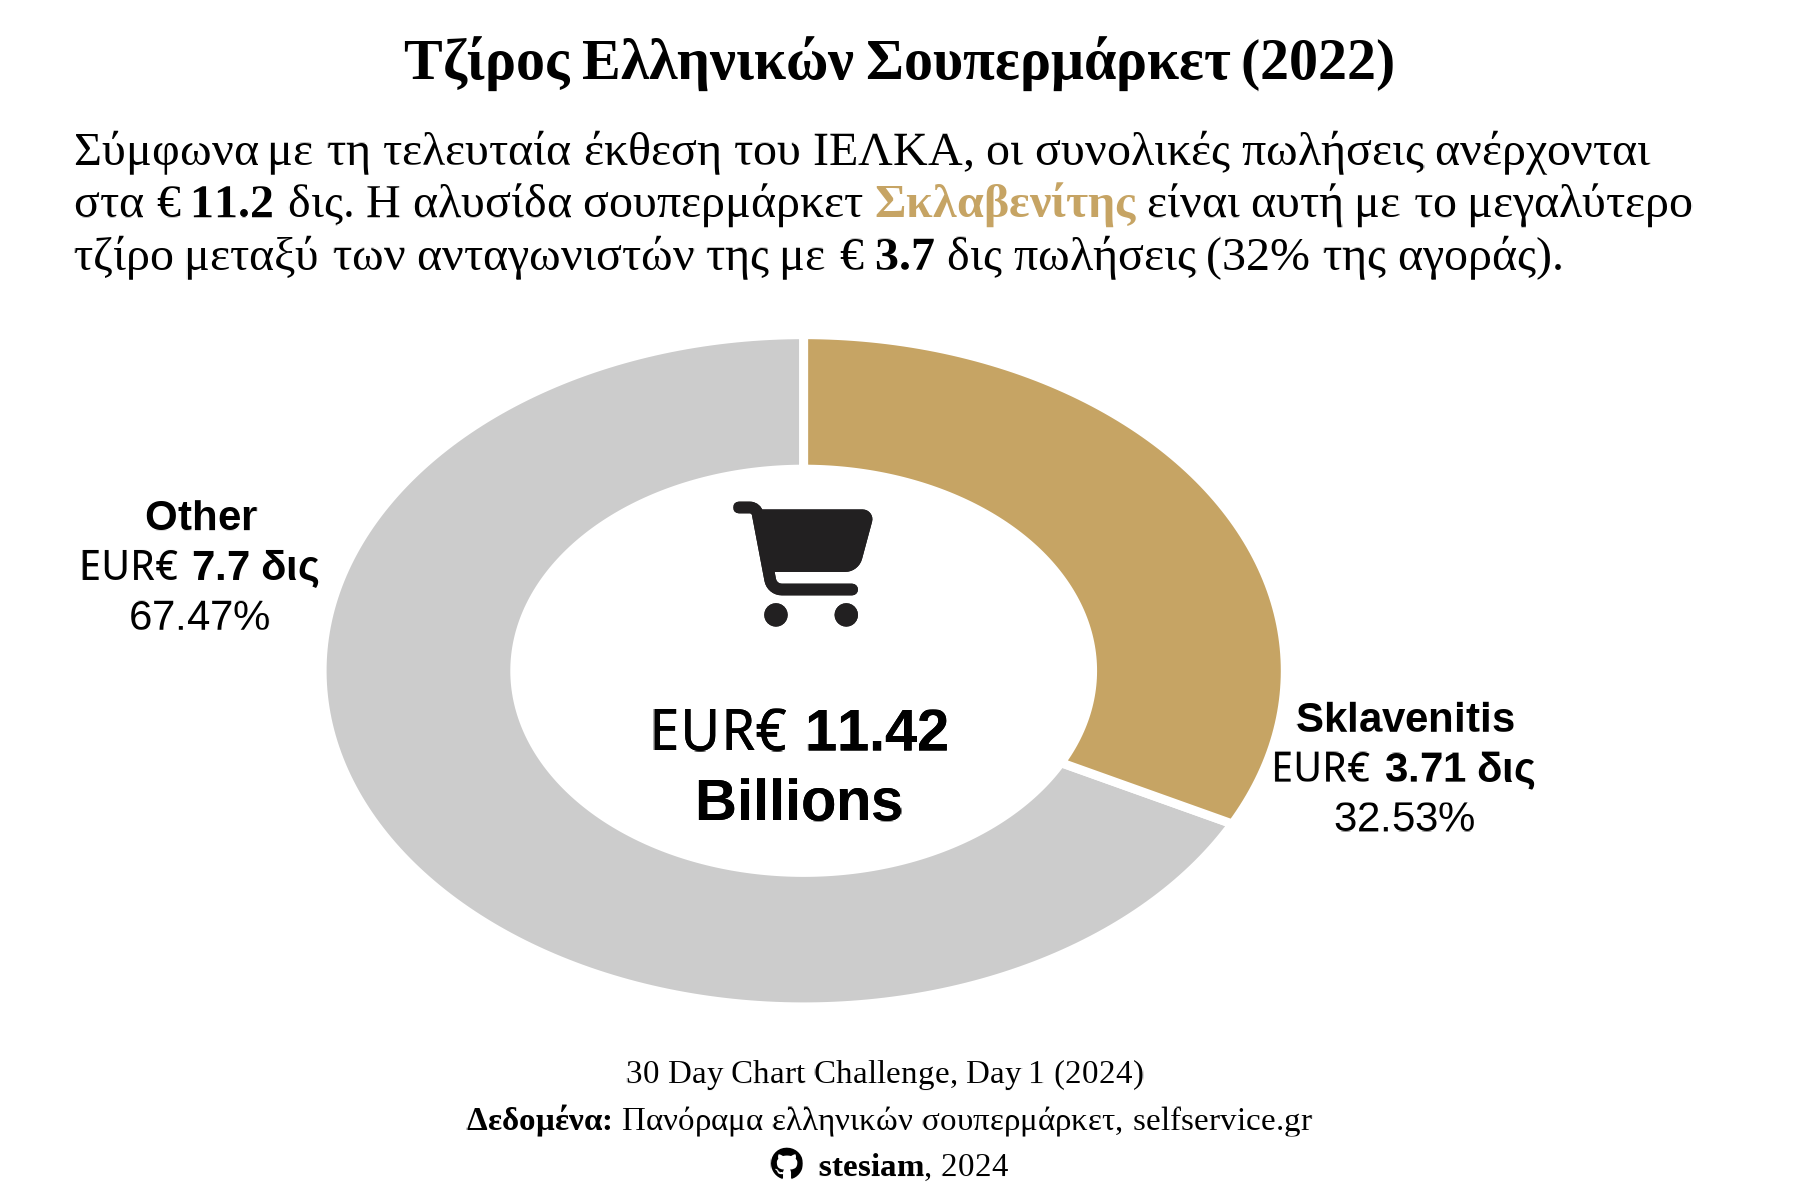 Τζίρος Ελληνικών Σουπερμάρκετ (2022)
Σύμφωνα με τη τελευταία έκθεση του ΙΕΛΚΑ, οι συνολικές πωλήσεις ανέρχονται
στα € 11.2 δις. Η αλυσίδα σουπερμάρκετ Σκλαβενίτης είναι αυτή με το μεγαλύτερο
τζίρο μεταξύ των ανταγωνιστών της με € 3.7 δις πωλήσεις (32% της αγοράς).
Other
EUR€ 7.7 δις
67.47%
EUR€ 11.42
Billions
Sklavenitis
EUR€ 3.71 δις
32.53%
30 Day Chart Challenge, Day 1 (2024)
Δεδομένα: Πανόραμα ελληνικών σουπερμάρκετ, selfservice.gr
stesiam, 2024